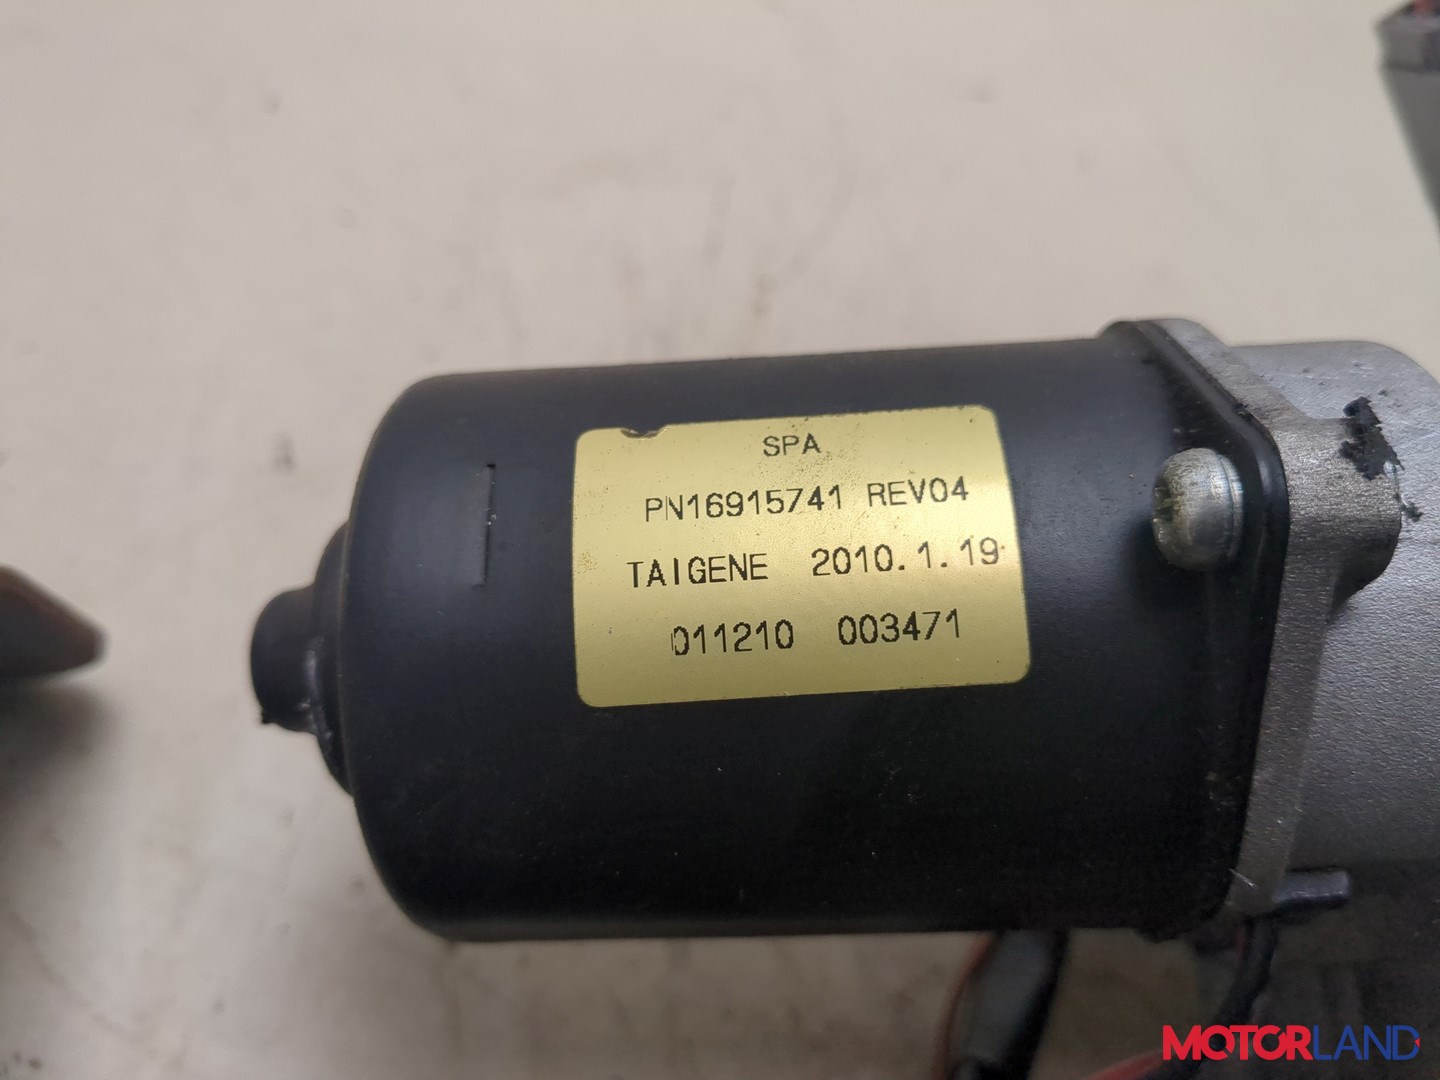 SPA
PN16915741 REV04
TAIGENE 2010.1.19
011210 003471
MOTORLAND